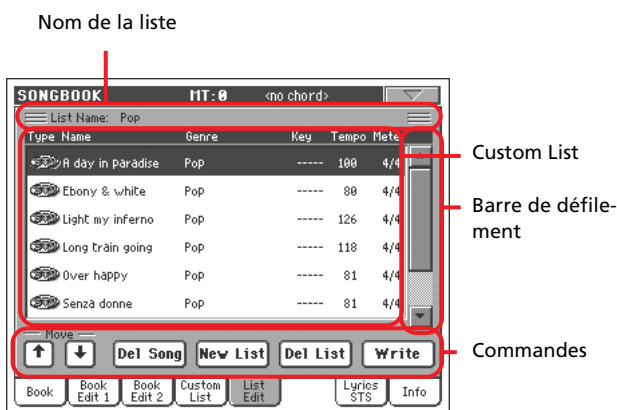 Nom de la liste
SONGBOOK MT:0 <no chord>
List Name: Pop
Type Name Genre Key Tempo Mete
A day in paradise Pop ----- 100 4/4
Ebony & white Pop ----- 80 4/4
Light my inferno Pop ----- 126 4/4
Long train going Pop ----- 118 4/4
Over happy Pop ----- 81 4/4
Senza donne Pop ----- 81 4/4
Custom List
Barre de défile-
ment
Move
Del Song New List Del List Write
Commandes
Book Book Edit 1 Book Edit 2 Custom List List Edit Lyrics STS Info